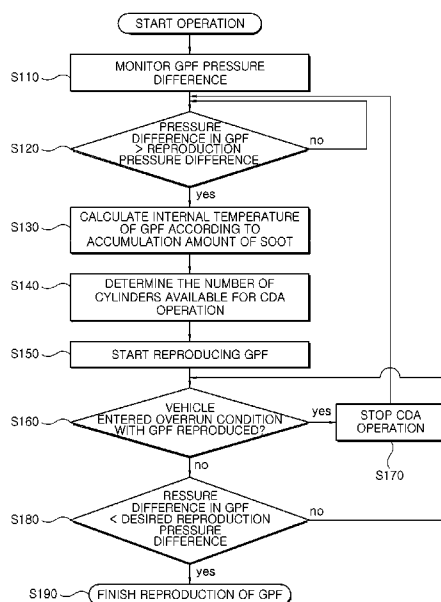 START OPERATION
S110
MONITOR GPF PRESSURE
DIFFERENCE
S120
PRESSURE
DIFFERENCE IN GPF
> REPRODUCTION
PRESSURE DIFFERENCE
no
yes
S130
CALCULATE INTERNAL TEMPERATURE
OF GPF ACCORDING TO
ACCUMULATION AMOUNT OF SOOT
S140
DETERMINE THE NUMBER OF
CYLINDERS AVAILABLE FOR CDA
OPERATION
S150
START REPRODUCING GPF
S160
VEHICLE
ENTERED OVERRUN CONDITION
WITH GPF REPRODUCED?
yes
STOP CDA
OPERATION
S170
no
S180
RESSURE
DIFFERENCE IN GPF
< DESIRED REPRODUCTION
PRESSURE
DIFFERENCE
no
yes
S190
FINISH REPRODUCTION OF GPF